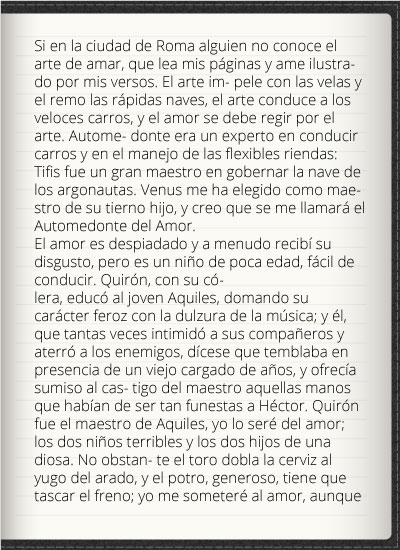 Si en la ciudad de Roma alguien no conoce el
arte de amar, que lea mis páginas y ame ilustra-
do por mis versos. El arte im- pele con las velas y
el remo las rápidas naves, el arte conduce a los
veloces carros, y el amor se debe regir por el
arte. Autome- donte era un experto en conducir
carros y en el manejo de las flexibles riendas:
Tifis fue un gran maestro en gobernar la nave de
los argonautas. Venus me ha elegido como mae-
stro de su tierno hijo, y creo que se me llamará el
Automedonte del Amor.
El amor es despiadado y a menudo recibí su
disgusto, pero es un niño de poca edad, fácil de
conducir. Quirón, con su có-
lera, educó al joven Aquiles, domando su
carácter feroz con la dulzura de la música; y él,
que tantas veces intimidó a sus compañeros y
aterró a los enemigos, dícese que temblaba en
presencia de un viejo cargado de años, y ofrecía
sumiso al cas- tigo del maestro aquellas manos
que habían de ser tan funestas a Héctor. Quirón
fue el maestro de Aquiles, yo lo seré del amor;
los dos niños terribles y los dos hijos de una
diosa. No obstan- te el toro dobla la cerviz al
yugo del arado, y el potro, generoso, tiene que
tascar el freno; yo me someteré al amor, aunque